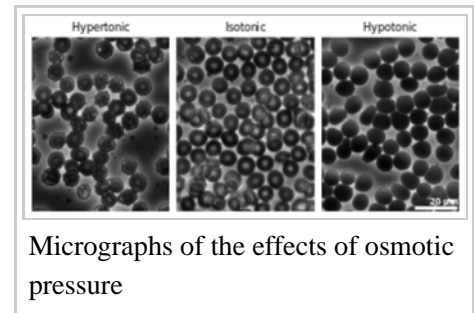 Hypertonic Isotonic Hypotonic
20 µm
Micrographs of the effects of osmotic
pressure